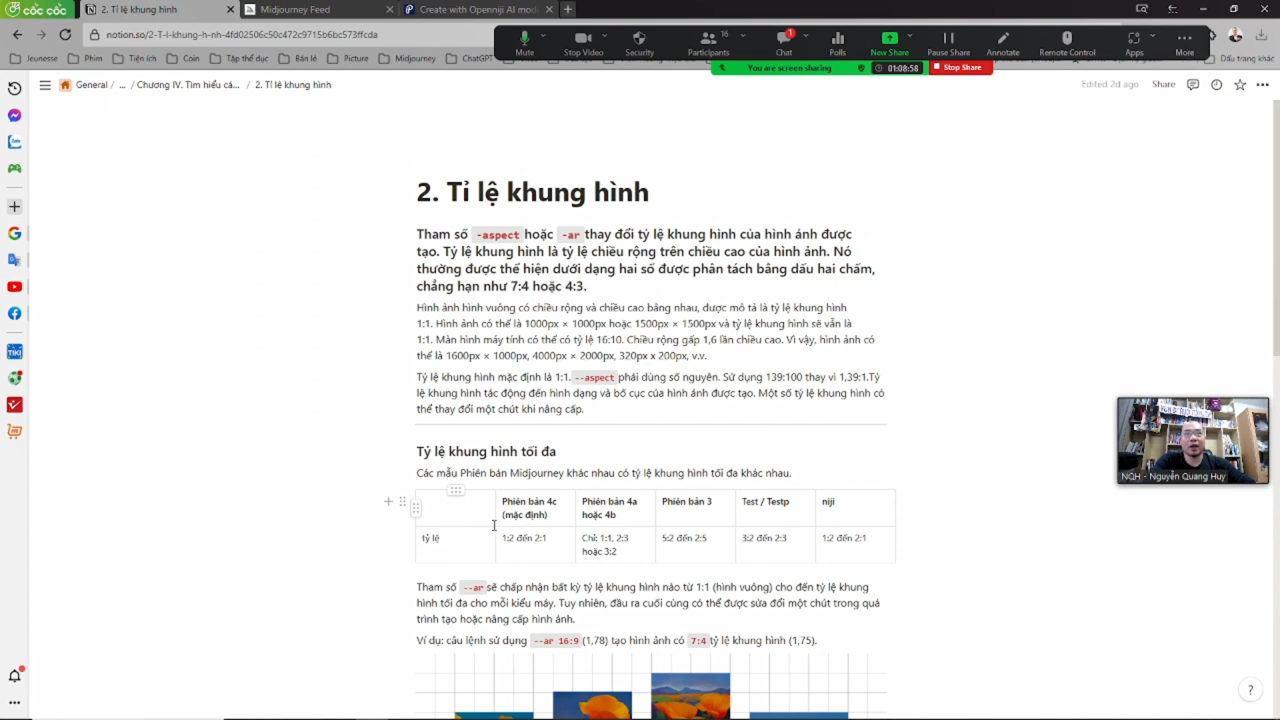 cốc cốc
2. Tỉ lệ khung hình
Midjourney Feed
Create with Openniji AI mod
notion.so/2-T-l-khung-h-nh-4fd02506c50c472c9715b6bc573ffcda
Mute
Stop Video
Security
16
Participants
1
Chat
Polls
New Share
Pause Share
Annotate
Remote Control
Apps
More
Jeunesse
Phim
Tiện ích
Coin
Tập thể dục
Bán lẻ
Picture
Midjourney
ChatGPT
Dấu trang khác
You are screen sharing
01:08:58
Stop Share
General / ... / Chương IV. Tìm hiểu cá... / 2. Tỉ lệ khung hình
Edited 2d ago
Share
2. Tỉ lệ khung hình
Tham số -aspect hoặc -ar thay đổi tỷ lệ khung hình của hình ảnh được
tạo. Tỷ lệ khung hình là tỷ lệ chiều rộng trên chiều cao của hình ảnh. Nó
thường được thể hiện dưới dạng hai số được phân tách bằng dấu hai chấm,
chẳng hạn như 7:4 hoặc 4:3.
Hình ảnh hình vuông có chiều rộng và chiều cao bằng nhau, được mô tả là tỷ lệ khung hình
1:1. Hình ảnh có thể là 1000px × 1000px hoặc 1500px × 1500px và tỷ lệ khung hình sẽ vẫn là
1:1. Màn hình máy tính có thể có tỷ lệ 16:10. Chiều rộng gấp 1,6 lần chiều cao. Vì vậy, hình ảnh có
thể là 1600px × 1000px, 4000px × 2000px, 320px x 200px, v.v.
Tỷ lệ khung hình mặc định là 1:1. --aspect phải dùng số nguyên. Sử dụng 139:100 thay vì 1,39:1.Tỷ
lệ khung hình tác động đến hình dạng và bố cục của hình ảnh được tạo. Một số tỷ lệ khung hình có
thể thay đổi một chút khi nâng cấp.
Tỷ lệ khung hình tối đa
Các mẫu Phiên bản Midjourney khác nhau có tỷ lệ khung hình tối đa khác nhau.
Phiên bản 4c
(mặc định)
Phiên bản 4a
hoặc 4b
Phiên bản 3
Test / Testp
niji
tỷ lệ
1:2 đến 2:1
Chỉ: 1:1, 2:3
hoặc 3:2
5:2 đến 2:5
3:2 đến 2:3
1:2 đến 2:1
Tham số --ar sẽ chấp nhận bất kỳ tỷ lệ khung hình nào từ 1:1 (hình vuông) cho đến tỷ lệ khung
hình tối đa cho mỗi kiểu máy. Tuy nhiên, đầu ra cuối cùng có thể được sửa đổi một chút trong quá
trình tạo hoặc nâng cấp hình ảnh.
Ví dụ: câu lệnh sử dụng --ar 16:9 (1,78) tạo hình ảnh có 7:4 tỷ lệ khung hình (1,75).
NQH - Nguyễn Quang Huy
Zalo
TIKI
?